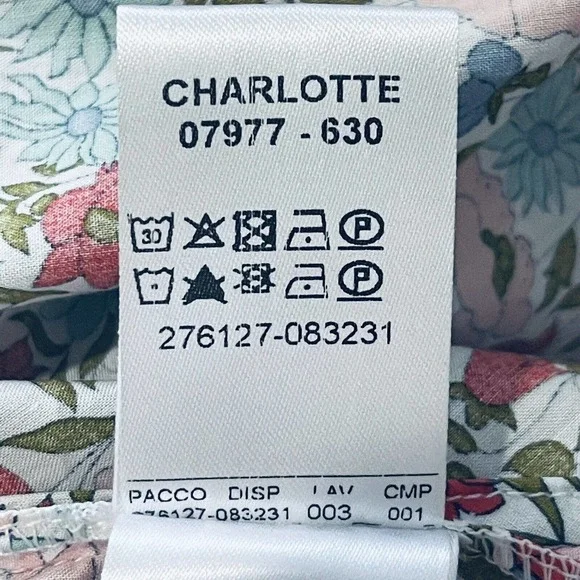 CHARLOTTE
07977 - 630
30 P
P
276127-083231
PACCO DISP LAV CMP
276127-083231 003 001